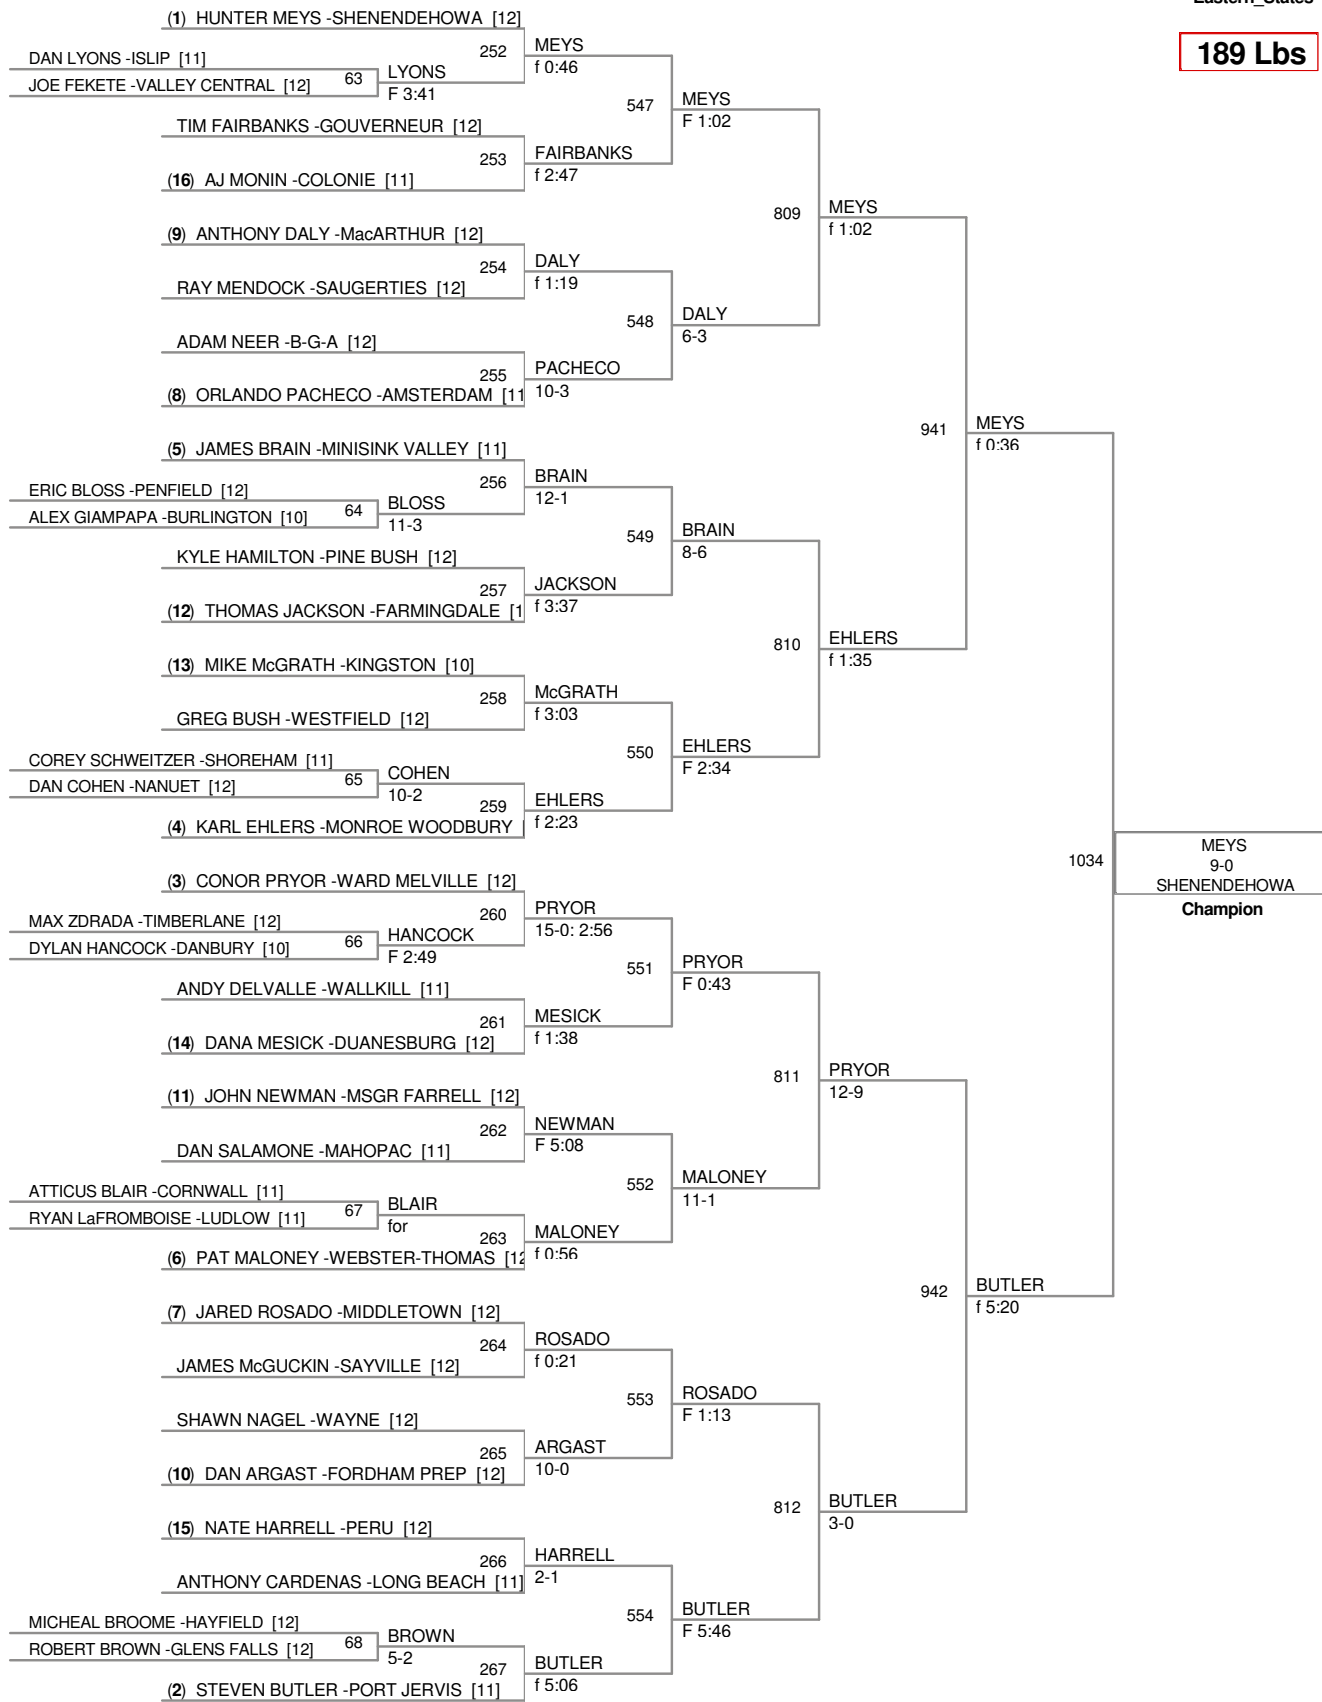 Eastern_States
189 Lbs
(1) HUNTER MEYS -SHENENDEHOWA [12]
252
MEYS
f 0:46
DAN LYONS -ISLIP [11]
63
LYONS
F 3:41
JOE FEKETE -VALLEY CENTRAL [12]
547
MEYS
F 1:02
TIM FAIRBANKS -GOUVERNEUR [12]
253
FAIRBANKS
f 2:47
(16) AJ MONIN -COLONIE [11]
809
MEYS
f 1:02
(9) ANTHONY DALY -MacARTHUR [12]
254
DALY
f 1:19
RAY MENDOCK -SAUGERTIES [12]
548
DALY
6-3
ADAM NEER -B-G-A [12]
255
PACHECO
10-3
(8) ORLANDO PACHECO -AMSTERDAM [11
941
MEYS
f 0:36
(5) JAMES BRAIN -MINISINK VALLEY [11]
256
BRAIN
12-1
ERIC BLOSS -PENFIELD [12]
64
BLOSS
11-3
ALEX GIAMPAPA -BURLINGTON [10]
549
BRAIN
8-6
KYLE HAMILTON -PINE BUSH [12]
257
JACKSON
f 3:37
(12) THOMAS JACKSON -FARMINGDALE [1
810
EHLERS
f 1:35
(13) MIKE McGRATH -KINGSTON [10]
258
McGRATH
f 3:03
GREG BUSH -WESTFIELD [12]
550
EHLERS
F 2:34
COREY SCHWEITZER -SHOREHAM [11]
65
COHEN
10-2
DAN COHEN -NANUET [12]
259
EHLERS
f 2:23
(4) KARL EHLERS -MONROE WOODBURY [
1034
MEYS
9-0
SHENENDEHOWA
Champion
(3) CONOR PRYOR -WARD MELVILLE [12]
260
PRYOR
15-0: 2:56
MAX ZDRADA -TIMBERLANE [12]
66
HANCOCK
F 2:49
DYLAN HANCOCK -DANBURY [10]
551
PRYOR
F 0:43
ANDY DELVALLE -WALLKILL [11]
261
MESICK
f 1:38
(14) DANA MESICK -DUANESBURG [12]
811
PRYOR
12-9
(11) JOHN NEWMAN -MSGR FARRELL [12]
262
NEWMAN
F 5:08
DAN SALAMONE -MAHOPAC [11]
552
MALONEY
11-1
ATTICUS BLAIR -CORNWALL [11]
67
BLAIR
for
RYAN LaFROMBOISE -LUDLOW [11]
263
MALONEY
f 0:56
(6) PAT MALONEY -WEBSTER-THOMAS [12
942
BUTLER
f 5:20
(7) JARED ROSADO -MIDDLETOWN [12]
264
ROSADO
f 0:21
JAMES McGUCKIN -SAYVILLE [12]
553
ROSADO
F 1:13
SHAWN NAGEL -WAYNE [12]
265
ARGAST
10-0
(10) DAN ARGAST -FORDHAM PREP [12]
812
BUTLER
3-0
(15) NATE HARRELL -PERU [12]
266
HARRELL
2-1
ANTHONY CARDENAS -LONG BEACH [11]
554
BUTLER
F 5:46
MICHEAL BROOME -HAYFIELD [12]
68
BROWN
5-2
ROBERT BROWN -GLENS FALLS [12]
267
BUTLER
f 5:06
(2) STEVEN BUTLER -PORT JERVIS [11]